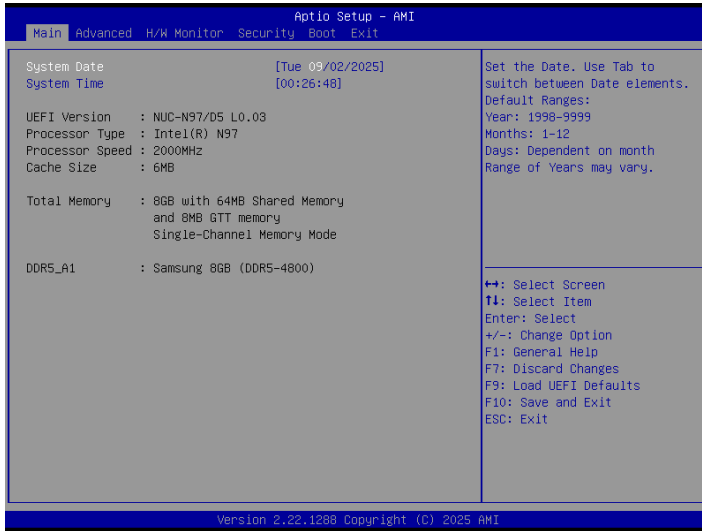 Aptio Setup – AMI
Main Advanced H/W Monitor Security Boot Exit
System Date [Tue 09/02/2025]
System Time [00:26:48]
UEFI Version : NUC-N97/D5 L0.03
Processor Type : Intel(R) N97
Processor Speed : 2000MHz
Cache Size : 6MB
Total Memory : 8GB with 64MB Shared Memory
and 8MB GTT memory
Single-Channel Memory Mode
DDR5_A1 : Samsung 8GB (DDR5-4800)
Set the Date. Use Tab to
switch between Date elements.
Default Ranges:
Year: 1998-9999
Months: 1-12
Days: Dependent on month
Range of Years may vary.
↔: Select Screen
↑↓: Select Item
Enter: Select
+/-: Change Option
F1: General Help
F7: Discard Changes
F9: Load UEFI Defaults
F10: Save and Exit
ESC: Exit
Version 2.22.1288 Copyright (C) 2025 AMI